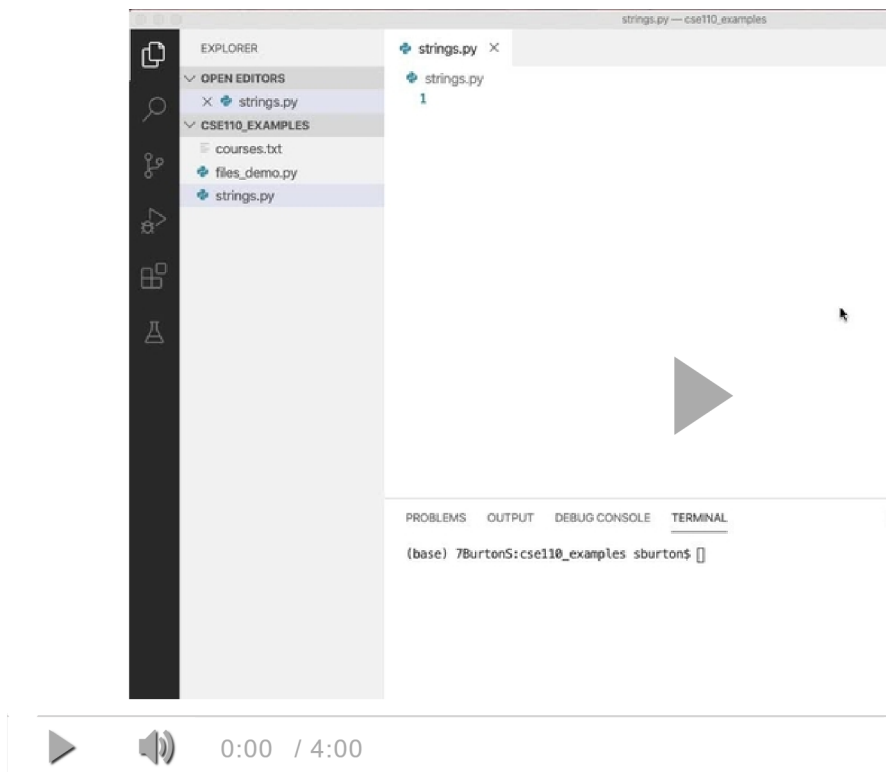 strings.py — cse110_examples
EXPLORER
OPEN EDITORS
strings.py
CSE110_EXAMPLES
courses.txt
files_demo.py
strings.py
strings.py
strings.py
1
PROBLEMS OUTPUT DEBUG CONSOLE TERMINAL
(base) 7BurtonS:cse110_examples sburton$
0:00 / 4:00